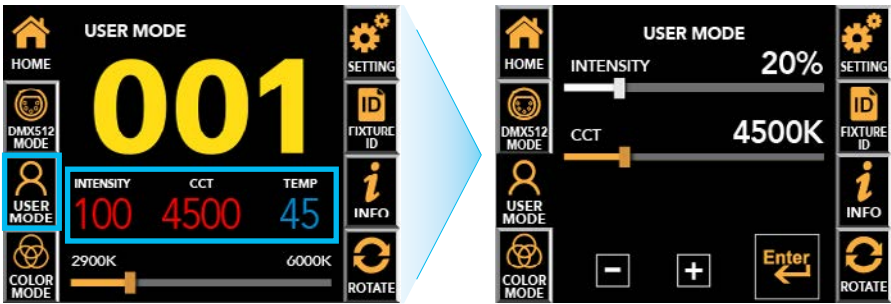 HOME
USER MODE
SETTING
DMX512
MODE
001
ID
FIXTURE
ID
USER
MODE
INTENSITY CCT TEMP
100 4500 45
i
INFO
COLOR
MODE
2900K 6000K
ROTATE
HOME
USER MODE
SETTING
INTENSITY 20%
DMX512
MODE
CCT 4500K
ID
FIXTURE
ID
USER
MODE
i
INFO
COLOR
MODE
- +
Enter
ROTATE